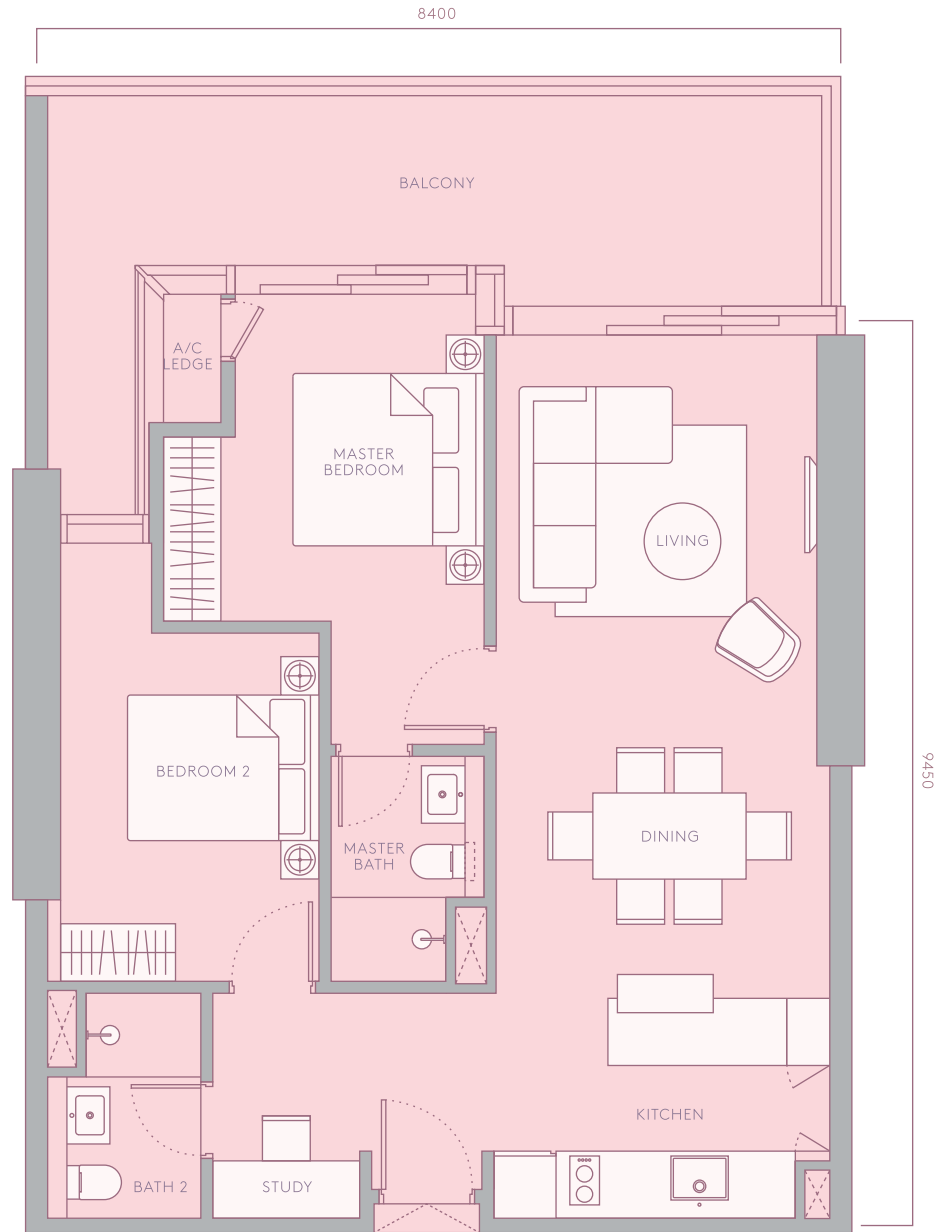 8400
BALCONY
A/C
LEDGE
MASTER
BEDROOM
LIVING
BEDROOM 2
9450
DINING
MASTER
BATH
KITCHEN
BATH 2
STUDY